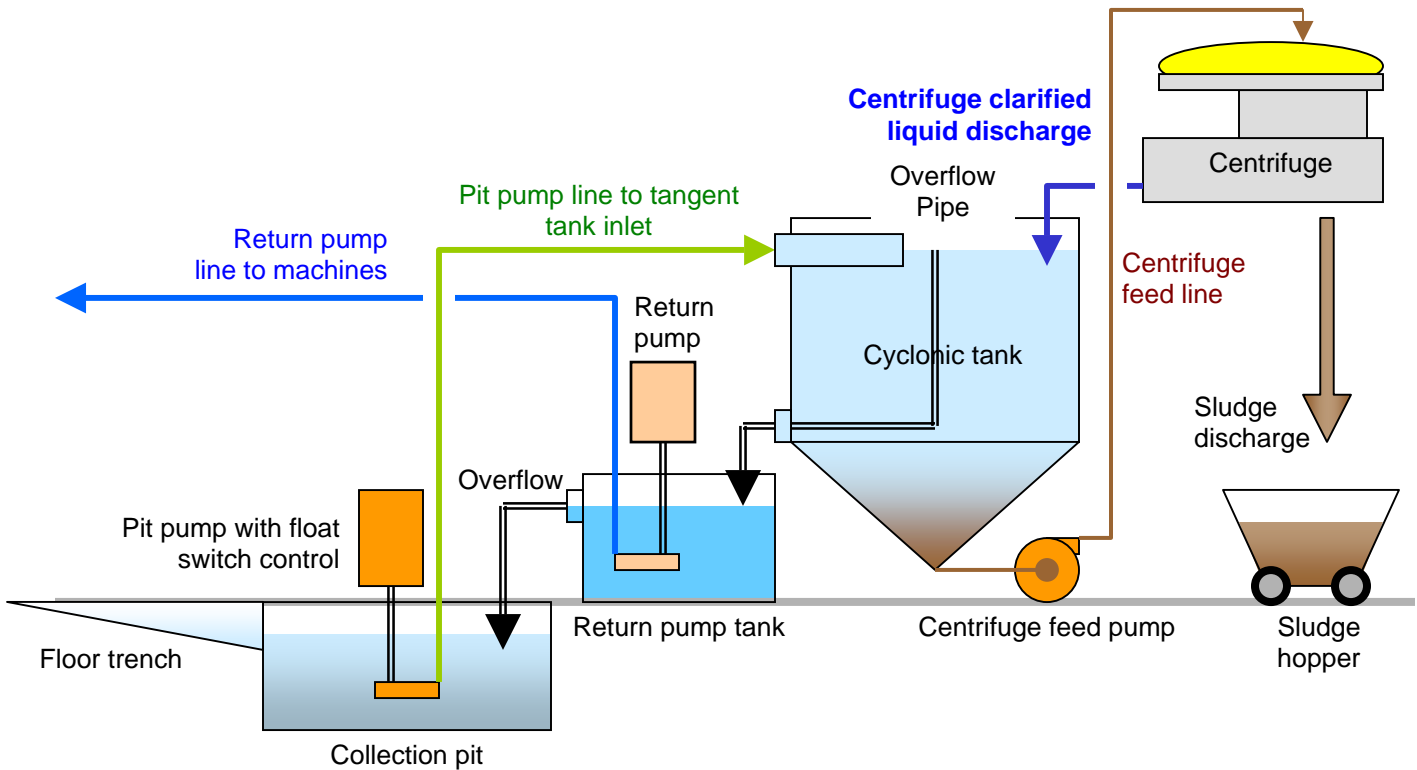 Centrifuge clarified
liquid discharge
Centrifuge
Overflow
Pipe
Pit pump line to tangent
tank inlet
Return pump
line to machines
Centrifuge
feed line
Return
pump
Cyclonic tank
Sludge
discharge
Overflow
Pit pump with float
switch control
Return pump tank
Centrifuge feed pump
Sludge
hopper
Floor trench
Collection pit